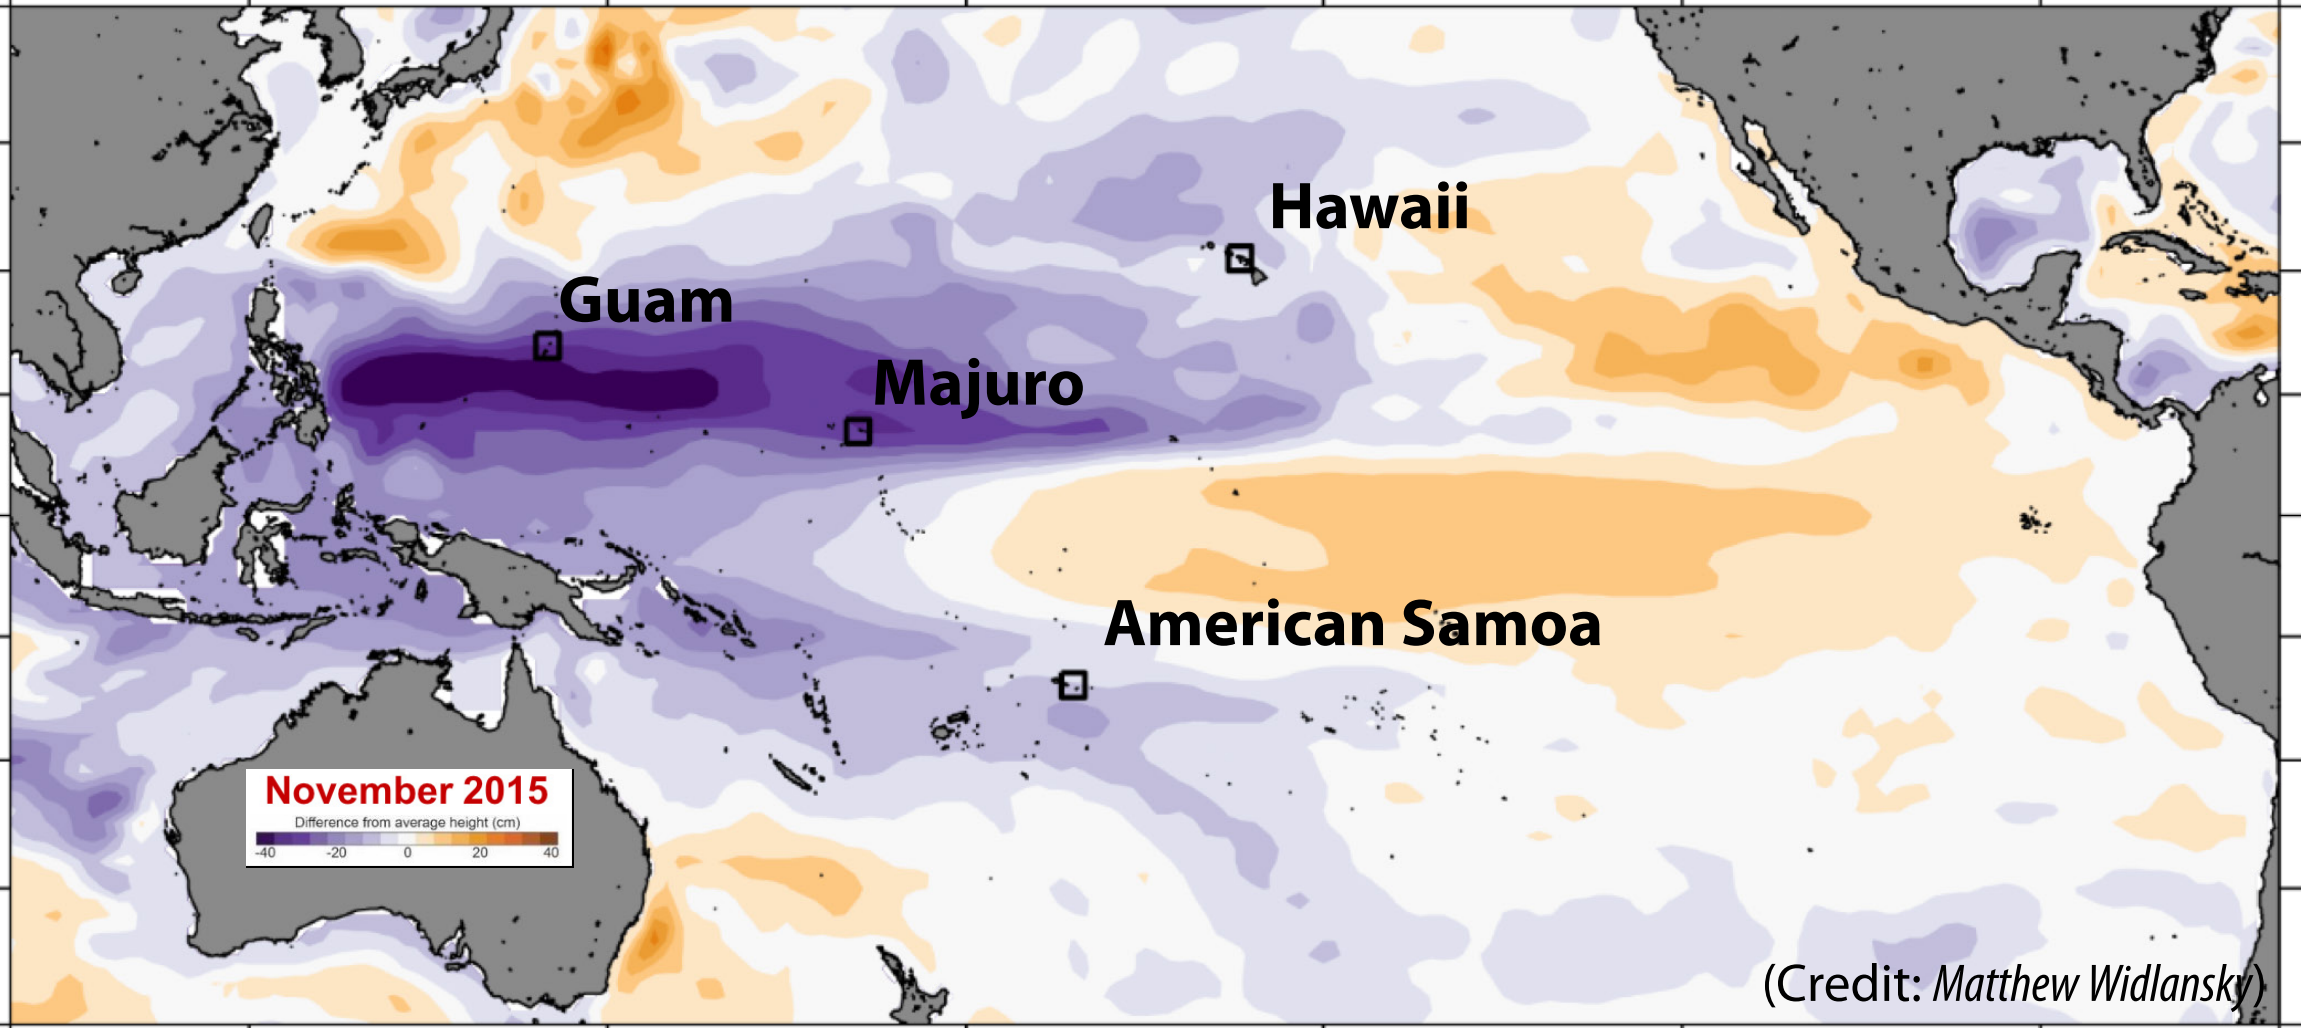 Hawaii
Guam
Majuro
American Samoa
November 2015
Difference from average height (cm)
-40 -20 0 20 40
(Credit: Matthew Widlansky)